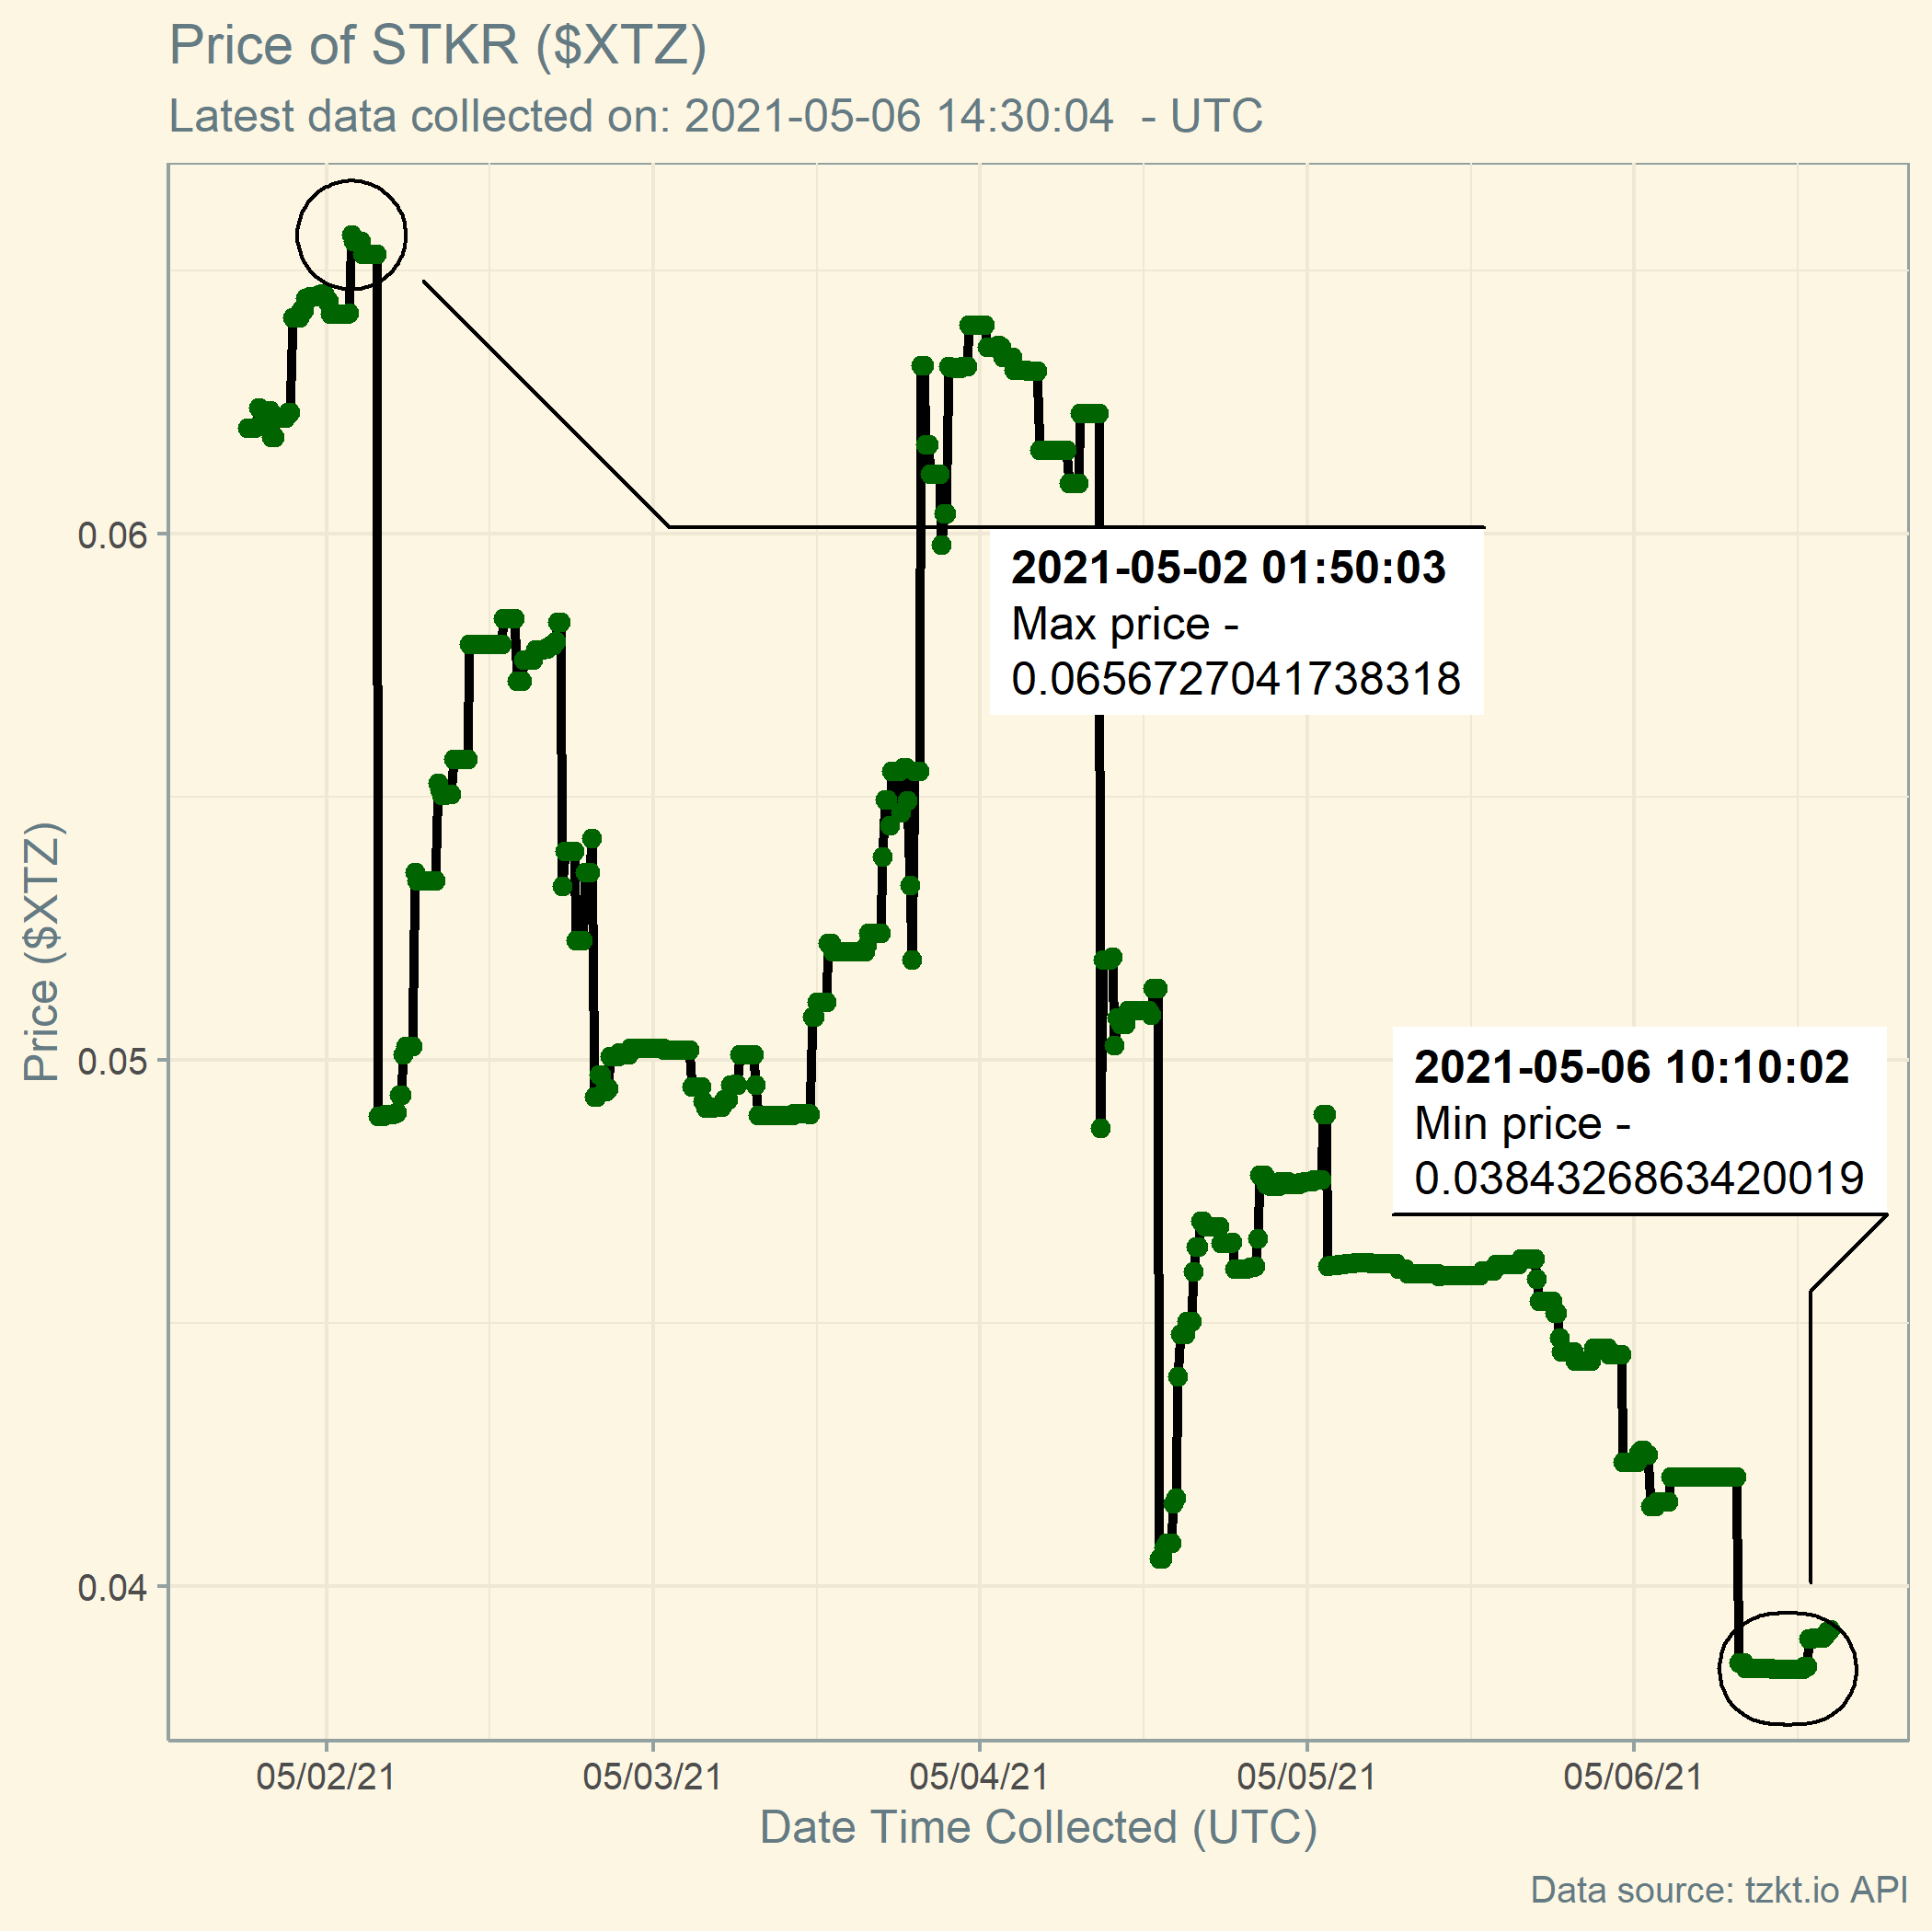 Price of STKR ($XTZ)
Latest data collected on: 2021-05-06 14:30:04  - UTC
0.06
0.05
0.04
Price ($XTZ)
2021-05-02 01:50:03
Max price -
0.0656727041738318
2021-05-06 10:10:02
Min price -
0.0384326863420019
05/02/21
05/03/21
05/04/21
05/05/21
05/06/21
Date Time Collected (UTC)
Data source: tzkt.io API